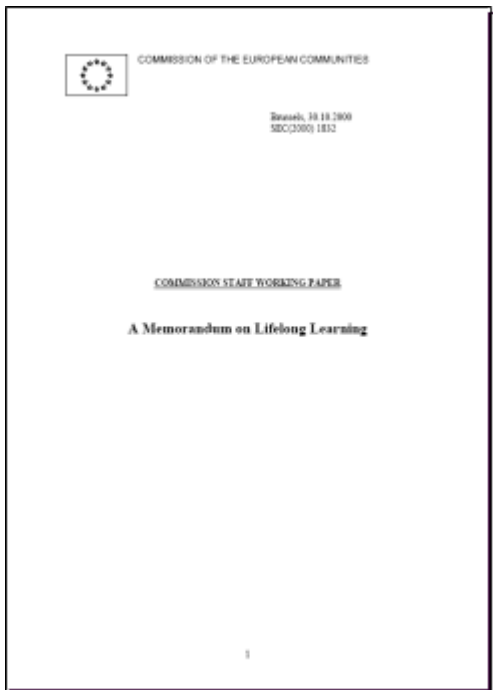 COMMISSION OF THE EUROPEAN COMMUNITIES
Brussels, 30.10.2000
SEC(2000) 1832
COMMISSION STAFF WORKING PAPER
A Memorandum on Lifelong Learning
1